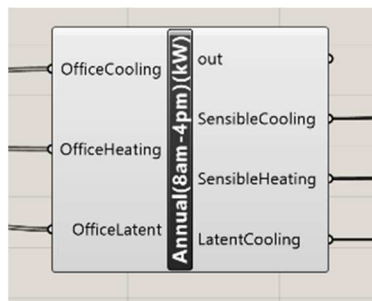 OfficeCooling
OfficeHeating
OfficeLatent
Annual(8am-4pm)(kW)
out
SensibleCooling
SensibleHeating
LatentCooling